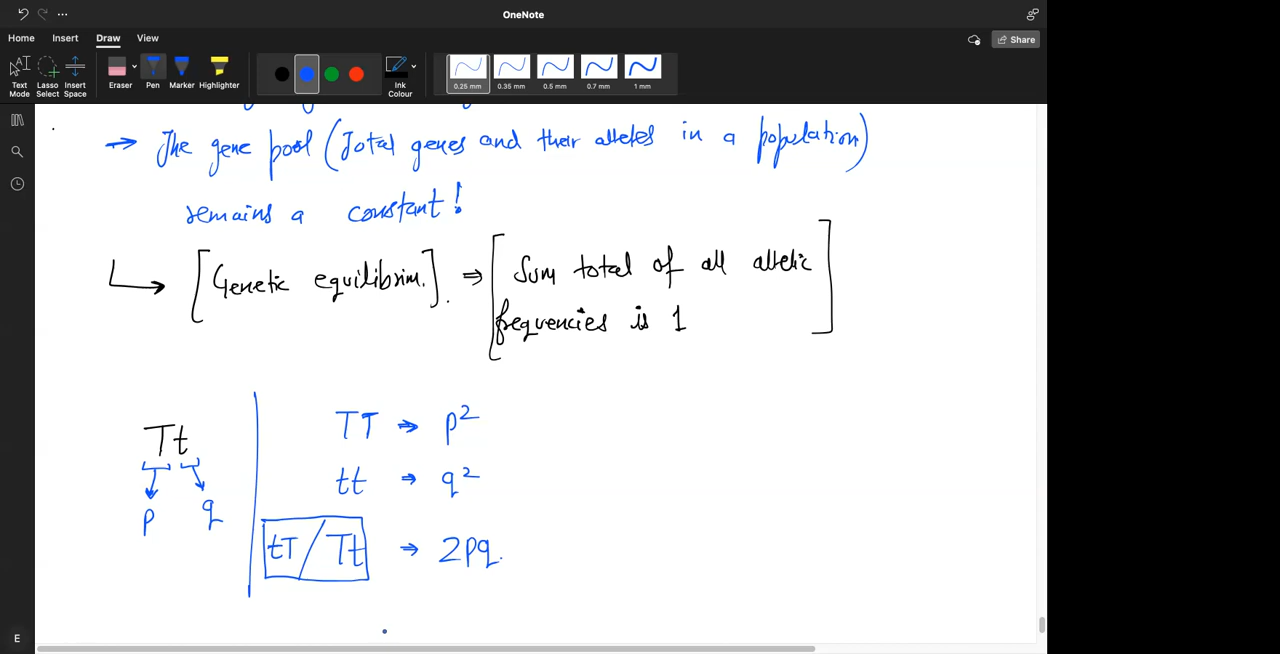 OneNote
Home Insert Draw View
Share
Text Mode
Lasso Select
Insert Space
Eraser
Pen
Marker
Highlighter
Ink Colour
0.25 mm
0.35 mm
0.5 mm
0.7 mm
1 mm
→ The gene pool (Total genes and their alleles in a population)
remains a constant!
↳ [Genetic equilibrim.] ⇒ [Sum total of all allelic
frequencies is 1]
Tt
p q
TT ⇒ p²
tt ⇒ q²
tT / Tt ⇒ 2pq.
E